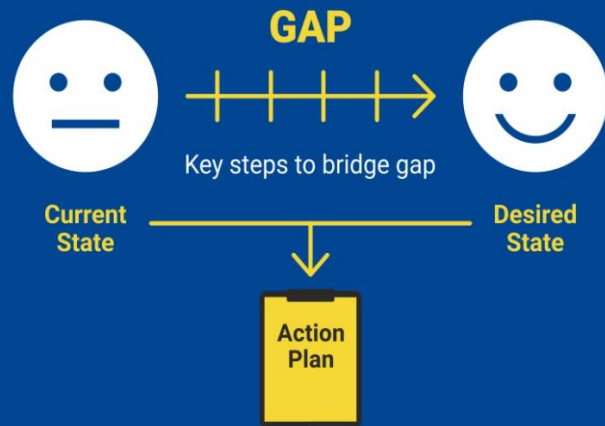 GAP
Key steps to bridge gap
Current
State
Desired
State
Action
Plan